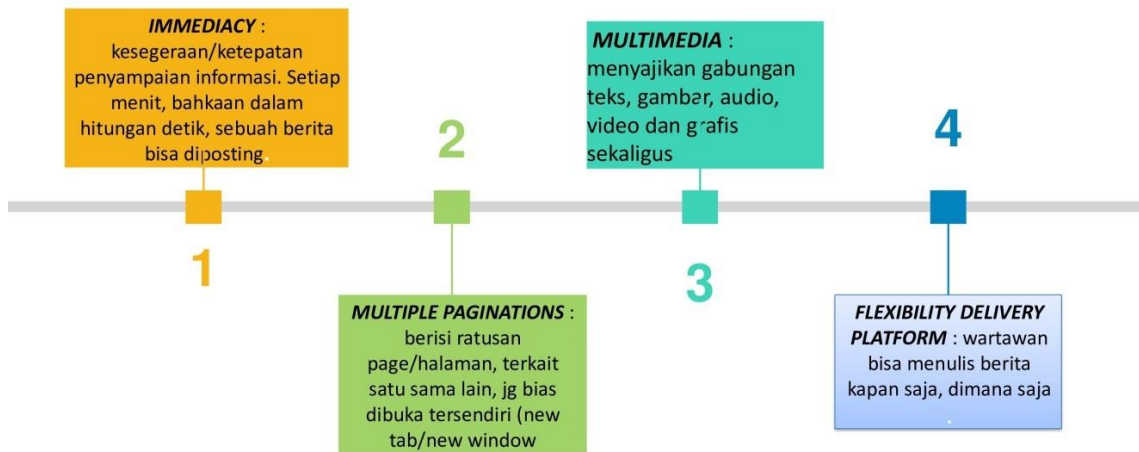 IMMEDIACY :
kesegeraan/ketepatan
penyampaian informasi. Setiap
menit, bahkaan dalam
hitungan detik, sebuah berita
bisa diposting.
1
2
MULTIPLE PAGINATIONS :
berisi ratusan
page/halaman, terkait
satu sama lain, jg bias
dibuka tersendiri (new
tab/new window
MULTIMEDIA :
menyajikan gabungan
teks, gambar, audio,
video dan grafis
sekaligus
3
4
FLEXIBILITY DELIVERY
PLATFORM : wartawan
bisa menulis berita
kapan saja, dimana saja
.